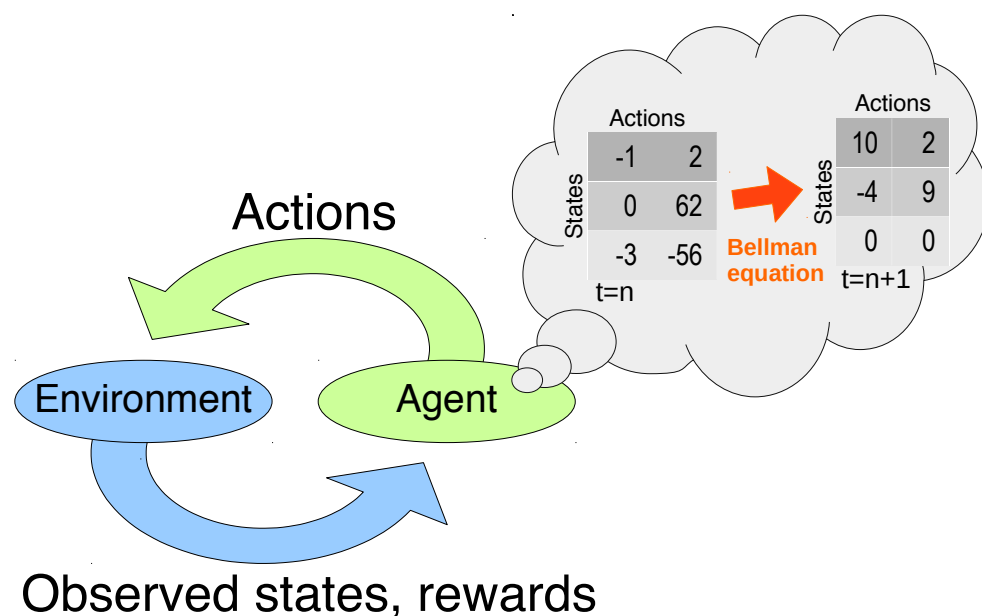 Actions
Actions
States
-1 2
0 62
-3 -56
t=n
Bellman
equation
Actions
States
10 2
-4 9
0 0
t=n+1
Environment
Agent
Observed states, rewards